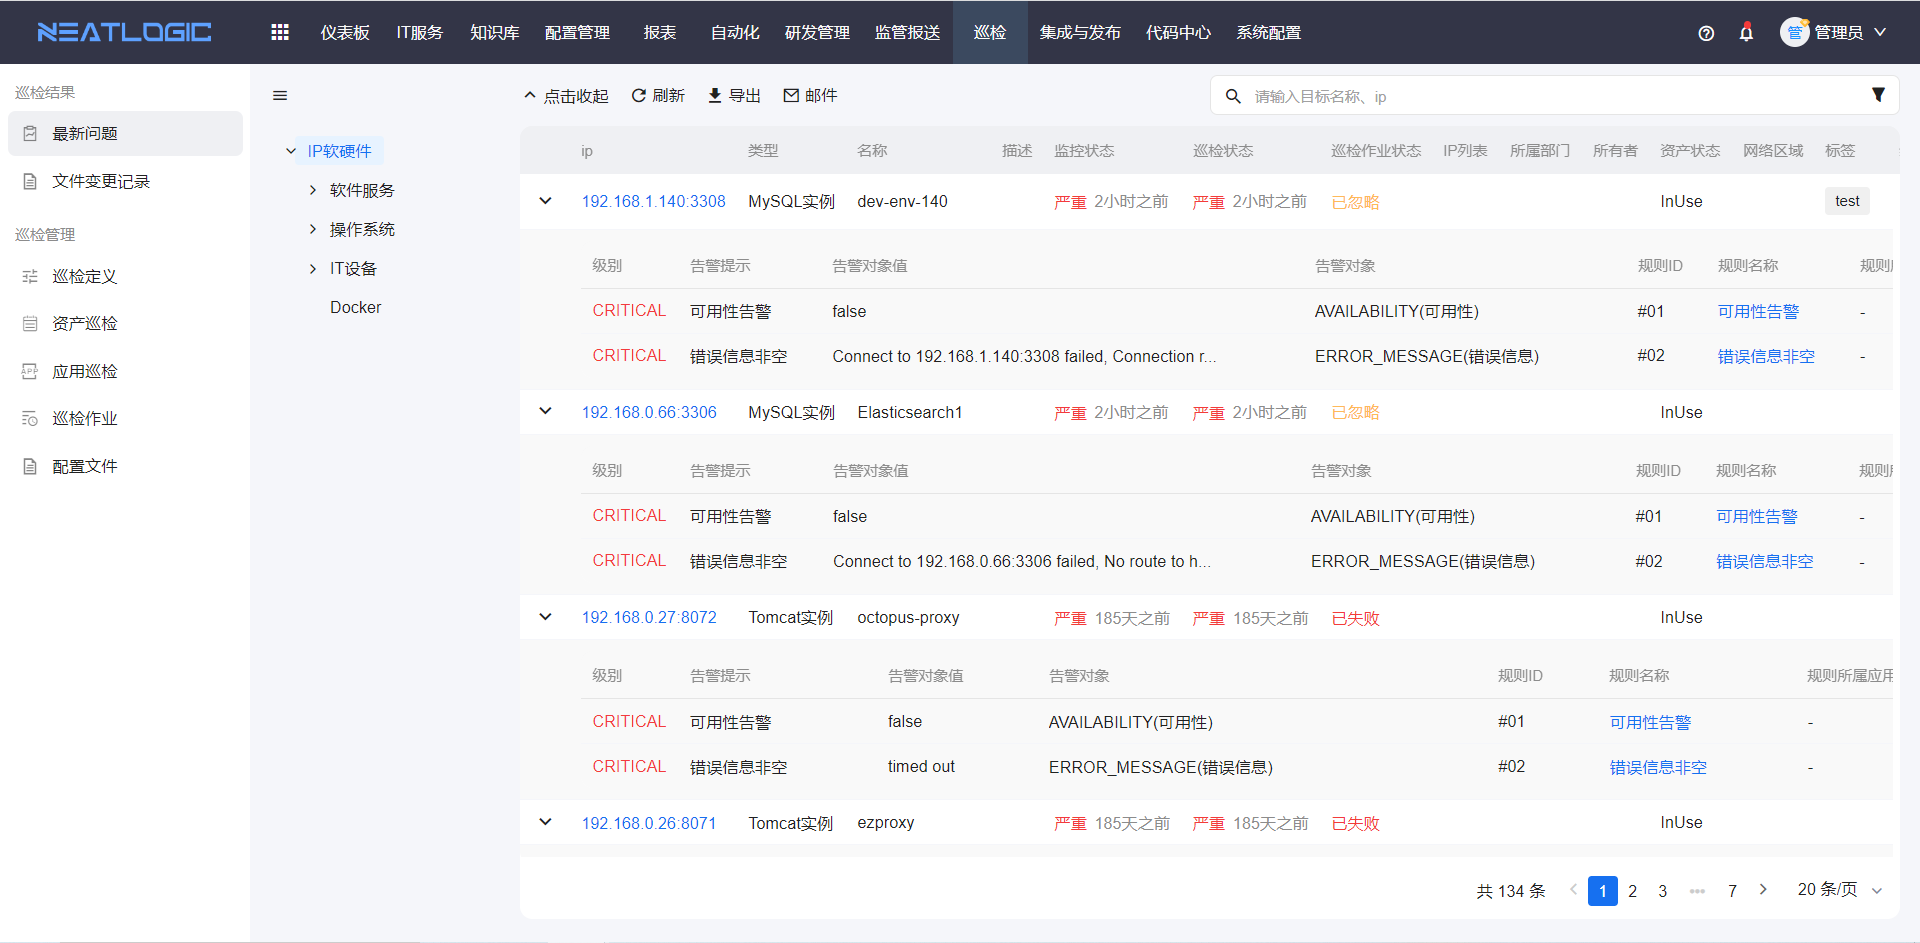 NEATLOGIC 仪表板 IT服务 知识库 配置管理 报表 自动化 研发管理 监管报送 巡检 集成与发布 代码中心 系统配置 管 管理员
巡检结果
最新问题
文件变更记录
巡检管理
巡检定义
资产巡检
应用巡检
巡检作业
配置文件
IP软硬件
软件服务
操作系统
IT设备
Docker
点击收起 刷新 导出 邮件 请输入目标名称、ip
ip 类型 名称 描述 监控状态 巡检状态 巡检作业状态 IP列表 所属部门 所有者 资产状态 网络区域 标签
192.168.1.140:3308 MySQL实例 dev-env-140 严重 2小时之前 严重 2小时之前 已忽略 InUse test
级别 告警提示 告警对象值 告警对象 规则ID 规则名称 规则
CRITICAL 可用性告警 false AVAILABILITY(可用性) #01 可用性告警 -
CRITICAL 错误信息非空 Connect to 192.168.1.140:3308 failed, Connection r... ERROR_MESSAGE(错误信息) #02 错误信息非空 -
192.168.0.66:3306 MySQL实例 Elasticsearch1 严重 2小时之前 严重 2小时之前 已忽略 InUse
级别 告警提示 告警对象值 告警对象 规则ID 规则名称 规则
CRITICAL 可用性告警 false AVAILABILITY(可用性) #01 可用性告警 -
CRITICAL 错误信息非空 Connect to 192.168.0.66:3306 failed, No route to h... ERROR_MESSAGE(错误信息) #02 错误信息非空 -
192.168.0.27:8072 Tomcat实例 octopus-proxy 严重 185天之前 严重 185天之前 已失败 InUse
级别 告警提示 告警对象值 告警对象 规则ID 规则名称 规则所属应用
CRITICAL 可用性告警 false AVAILABILITY(可用性) #01 可用性告警 -
CRITICAL 错误信息非空 timed out ERROR_MESSAGE(错误信息) #02 错误信息非空 -
192.168.0.26:8071 Tomcat实例 ezproxy 严重 185天之前 严重 185天之前 已失败 InUse
共 134 条 1 2 3 ••• 7 20 条/页